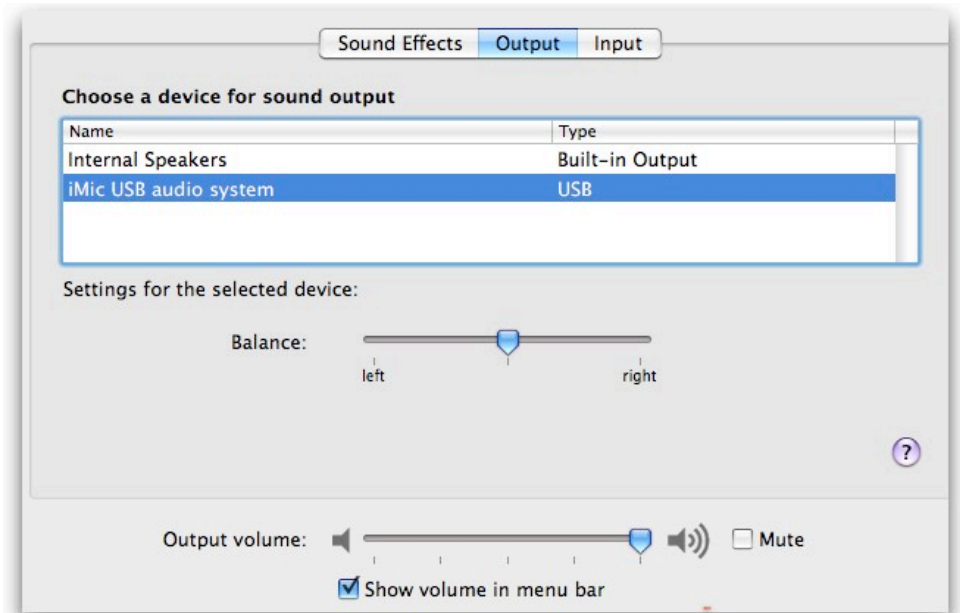 Sound Effects Output Input
Choose a device for sound output
Name Type
Internal Speakers Built-in Output
iMic USB audio system USB
Settings for the selected device:
Balance:
left right
?
Output volume: Mute
Show volume in menu bar